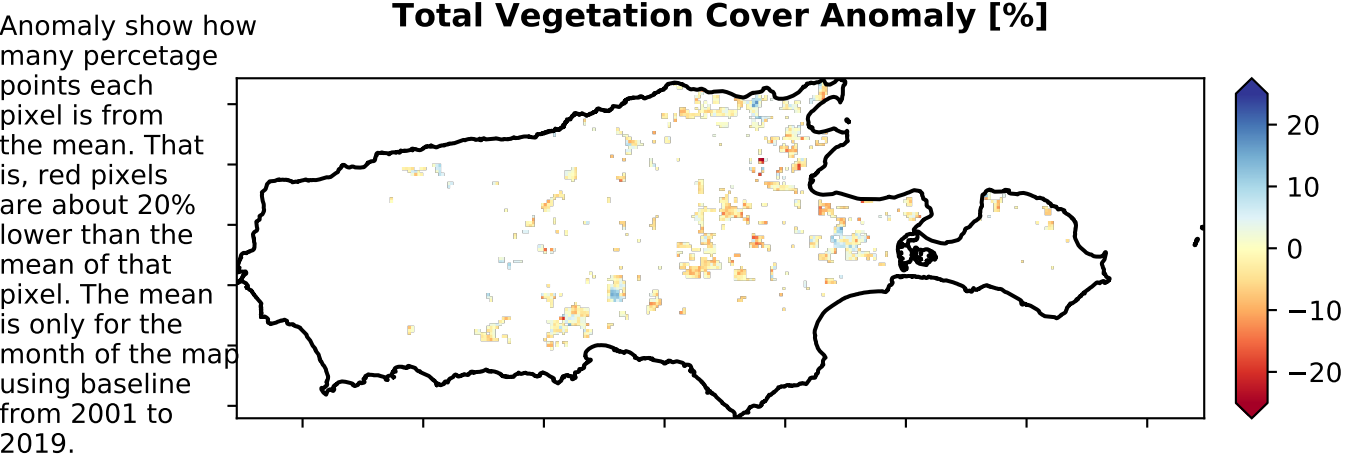 Total Vegetation Cover Anomaly [%]
Anomaly show how
many percetage
points each
pixel is from
the mean. That
is, red pixels
are about 20%
lower than the
mean of that
pixel. The mean
is only for the
month of the map
using baseline
from 2001 to
2019.
20
10
0
−10
−20